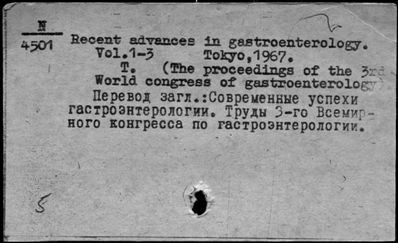 N
4501
Recent advances in gastroenterology.
Vol.1-3 Tokyo,1967.
T. (The proceedings of the 3rd
World congress of gastroenterology)
Перевод загл.:Современные успехи
гастроэнтерологии. Труды 3-го Всемир-
ного конгресса по гастроэнтерологии.
5